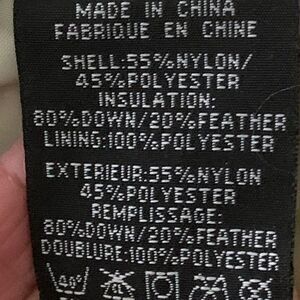 MADE IN CHINA
FABRIQUE EN CHINE
SHELL:55%NYLON/
45%POLYESTER
INSULATION:
80%DOWN/20%FEATHER
LINING:100%POLYESTER
EXTERIEUR:55%NYLON
45%POLYESTER
REMPLISSAGE:
80%DOWN/20%FEATHER
DOUBLURE:100%POLYESTER